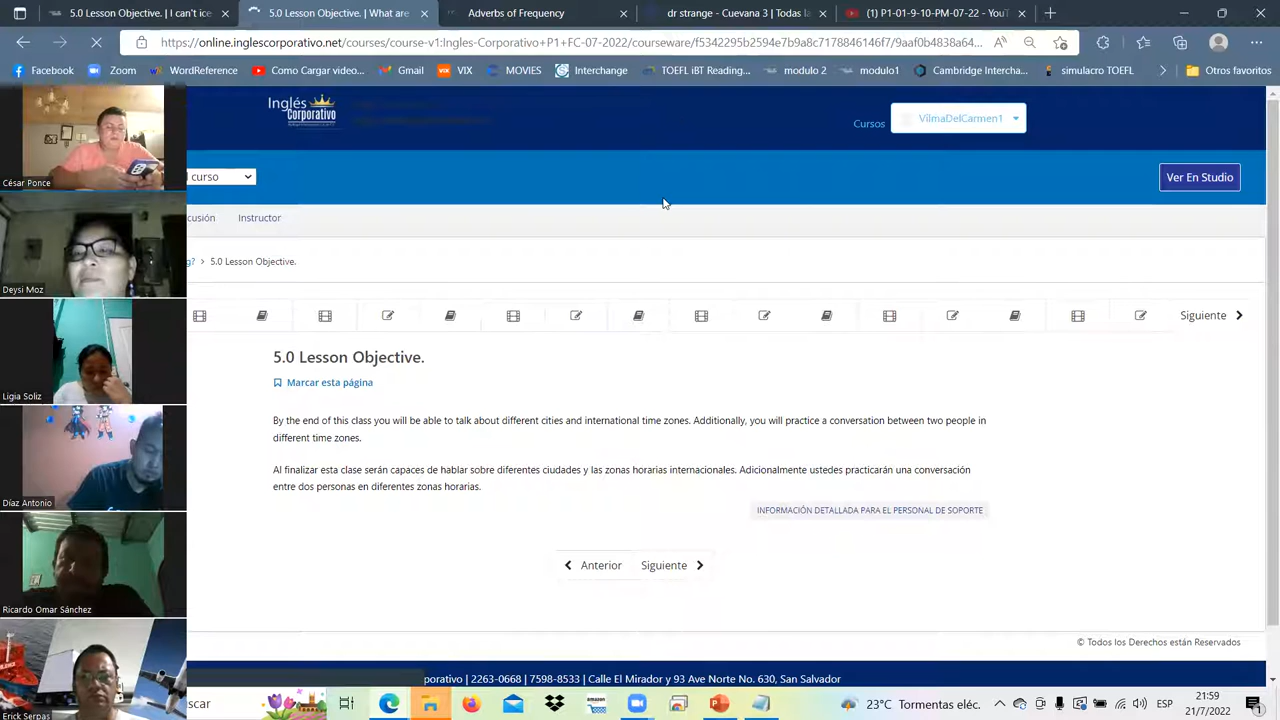 5.0 Lesson Objective. | I can't ice
5.0 Lesson Objective. | What are
Adverbs of Frequency
dr strange - Cuevana 3 | Todas la
(1) P1-01-9-10-PM-07-22 - YouT
https://online.inglescorporativo.net/courses/course-v1:Ingles-Corporativo+P1+FC-07-2022/courseware/f5342295b2594e7b9a8c7178846146f7/9aaf0b4838a64...
Facebook
Zoom
WordReference
Como Cargar video...
Gmail
VIX
MOVIES
Interchange
TOEFL iBT Reading...
modulo 2
modulo1
Cambridge Intercha...
simulacro TOEFL
Otros favoritos
Inglés
Corporativo
Cursos
VilmaDelCarmen1
l curso
Ver En Studio
cusión
Instructor
g? > 5.0 Lesson Objective.
Siguiente
5.0 Lesson Objective.
Marcar esta página
By the end of this class you will be able to talk about different cities and international time zones. Additionally, you will practice a conversation between two people in
different time zones.
Al finalizar esta clase serán capaces de hablar sobre diferentes ciudades y las zonas horarias internacionales. Adicionalmente ustedes practicarán una conversación
entre dos personas en diferentes zonas horarias.
INFORMACIÓN DETALLADA PARA EL PERSONAL DE SOPORTE
Anterior
Siguiente
© Todos los Derechos están Reservados
orporativo | 2263-0668 | 7598-8533 | Calle El Mirador y 93 Ave Norte No. 630, San Salvador
César Ponce
Deysi Moz
Ligia Soliz
Díaz Antonio
Ricardo Omar Sánchez
Erick Serpas
scar
23°C Tormentas eléc.
ESP
21:59
21/7/2022
1